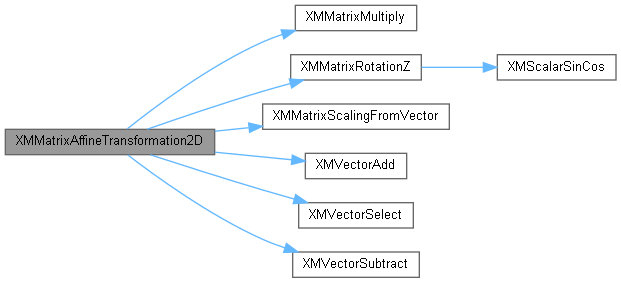 XMMatrixMultiply
XMMatrixRotationZ
XMScalarSinCos
XMMatrixScalingFromVector
XMMatrixAffineTransformation2D
XMVectorAdd
XMVectorSelect
XMVectorSubtract